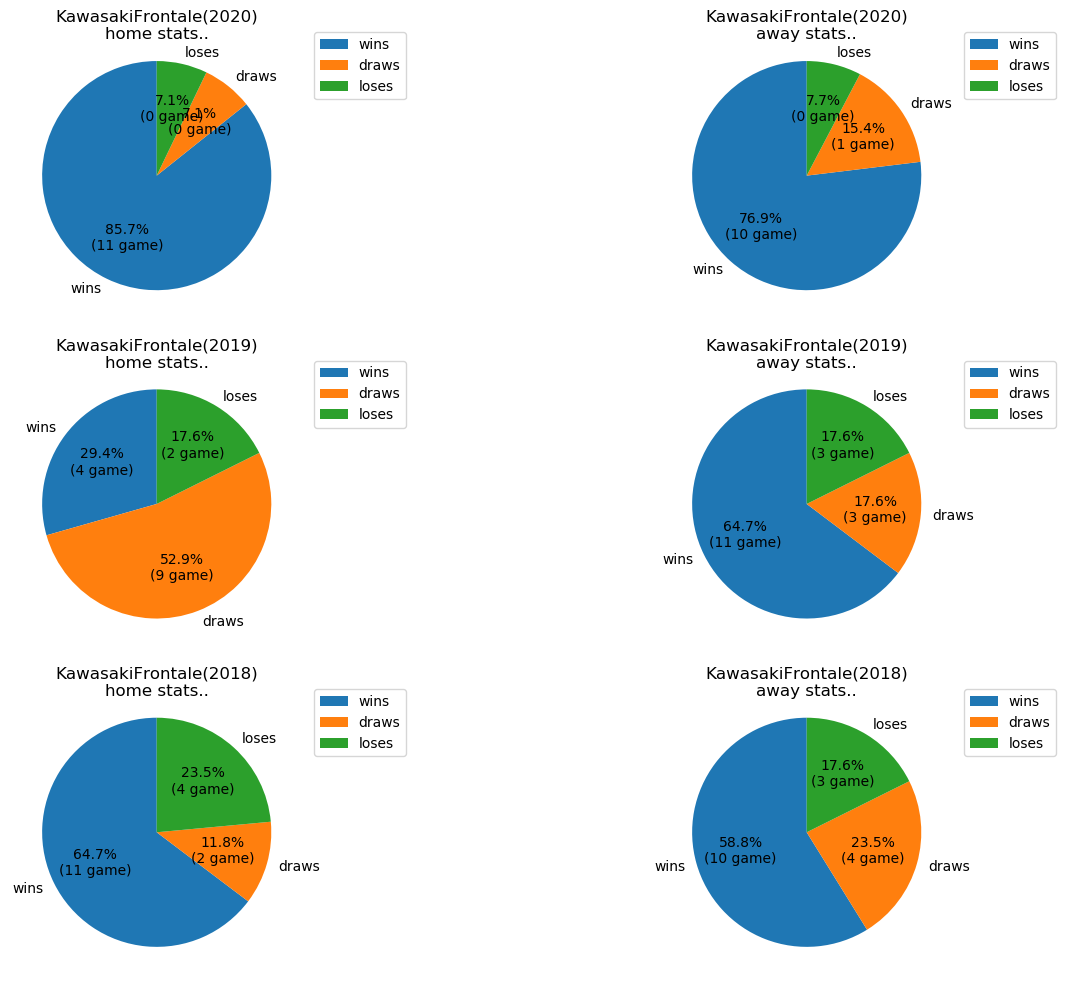 KawasakiFrontale(2020)
home stats..
loses
draws
7.1%
(0 game)
7.1%
(0 game)
85.7%
(11 game)
wins
wins
draws
loses
KawasakiFrontale(2020)
away stats..
loses
draws
7.7%
(0 game)
15.4%
(1 game)
76.9%
(10 game)
wins
wins
draws
loses
KawasakiFrontale(2019)
home stats..
loses
wins
17.6%
(2 game)
29.4%
(4 game)
52.9%
(9 game)
draws
wins
draws
loses
KawasakiFrontale(2019)
away stats..
loses
17.6%
(3 game)
17.6%
(3 game)
draws
64.7%
(11 game)
wins
wins
draws
loses
KawasakiFrontale(2018)
home stats..
loses
23.5%
(4 game)
11.8%
(2 game)
draws
64.7%
(11 game)
wins
wins
draws
loses
KawasakiFrontale(2018)
away stats..
loses
17.6%
(3 game)
23.5%
(4 game)
draws
58.8%
(10 game)
wins
wins
draws
loses